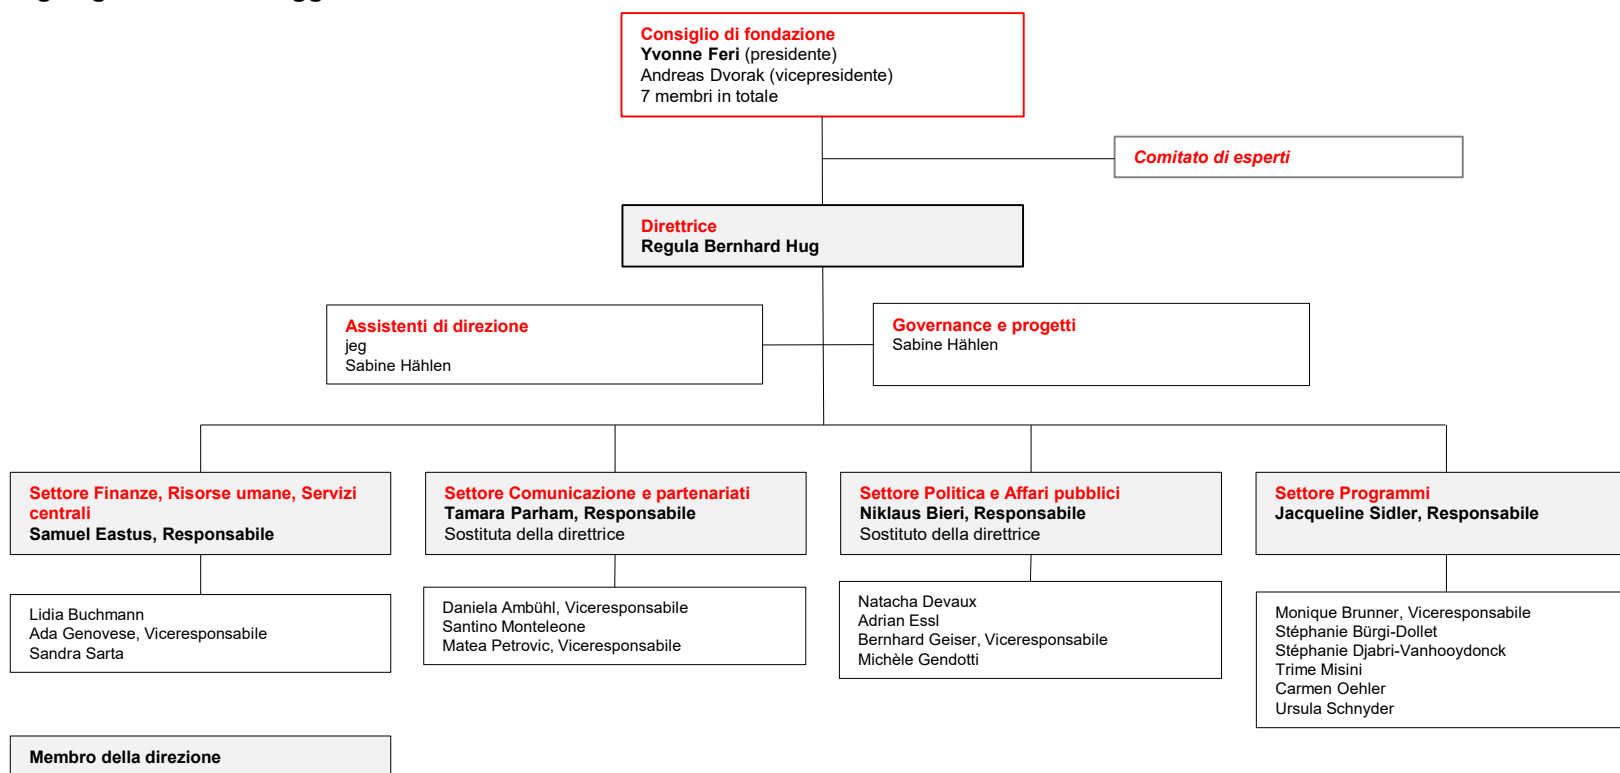 Consiglio di fondazione
Yvonne Feri (presidente)
Andreas Dvorak (vicepresidente)
7 membri in totale
Comitato di esperti
Direttrice
Regula Bernhard Hug
Assistenti di direzione
jeg
Sabine Hählen
Governance e progetti
Sabine Hählen
Settore Finanze, Risorse umane, Servizi
centrali
Samuel Eastus, Responsabile
Settore Comunicazione e partenariati
Tamara Parham, Responsabile
Sostituta della direttrice
Settore Politica e Affari pubblici
Niklaus Bieri, Responsabile
Sostituto della direttrice
Settore Programmi
Jacqueline Sidler, Responsabile
Lidia Buchmann
Ada Genovese, Viceresponsabile
Sandra Sarta
Daniela Ambühl, Viceresponsabile
Santino Monteleone
Matea Petrovic, Viceresponsabile
Natacha Devaux
Adrian Essl
Bernhard Geiser, Viceresponsabile
Michèle Gendotti
Monique Brunner, Viceresponsabile
Stéphanie Bürgi-Dollet
Stéphanie Djabri-Vanhooydonck
Trime Misini
Carmen Oehler
Ursula Schnyder
Membro della direzione